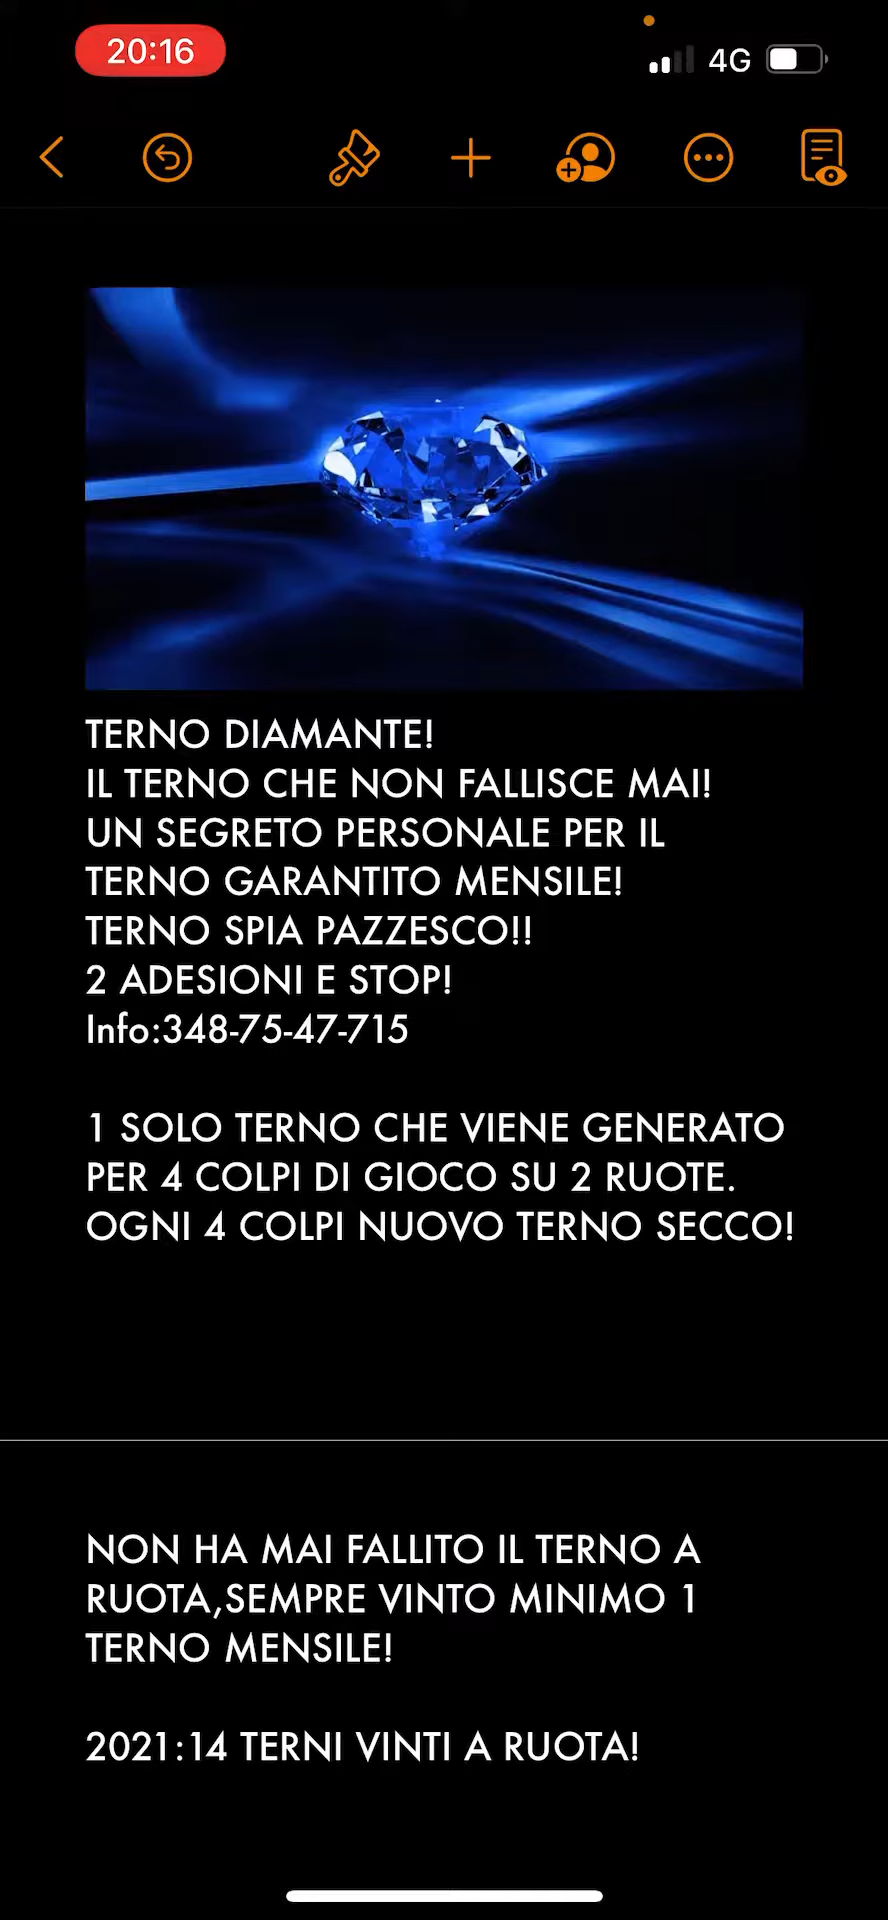 20:16
4G
TERNO DIAMANTE!
IL TERNO CHE NON FALLISCE MAI!
UN SEGRETO PERSONALE PER IL
TERNO GARANTITO MENSILE!
TERNO SPIA PAZZESCO!!
2 ADESIONI E STOP!
Info:348-75-47-715
1 SOLO TERNO CHE VIENE GENERATO
PER 4 COLPI DI GIOCO SU 2 RUOTE.
OGNI 4 COLPI NUOVO TERNO SECCO!
NON HA MAI FALLITO IL TERNO A
RUOTA,SEMPRE VINTO MINIMO 1
TERNO MENSILE!
2021:14 TERNI VINTI A RUOTA!